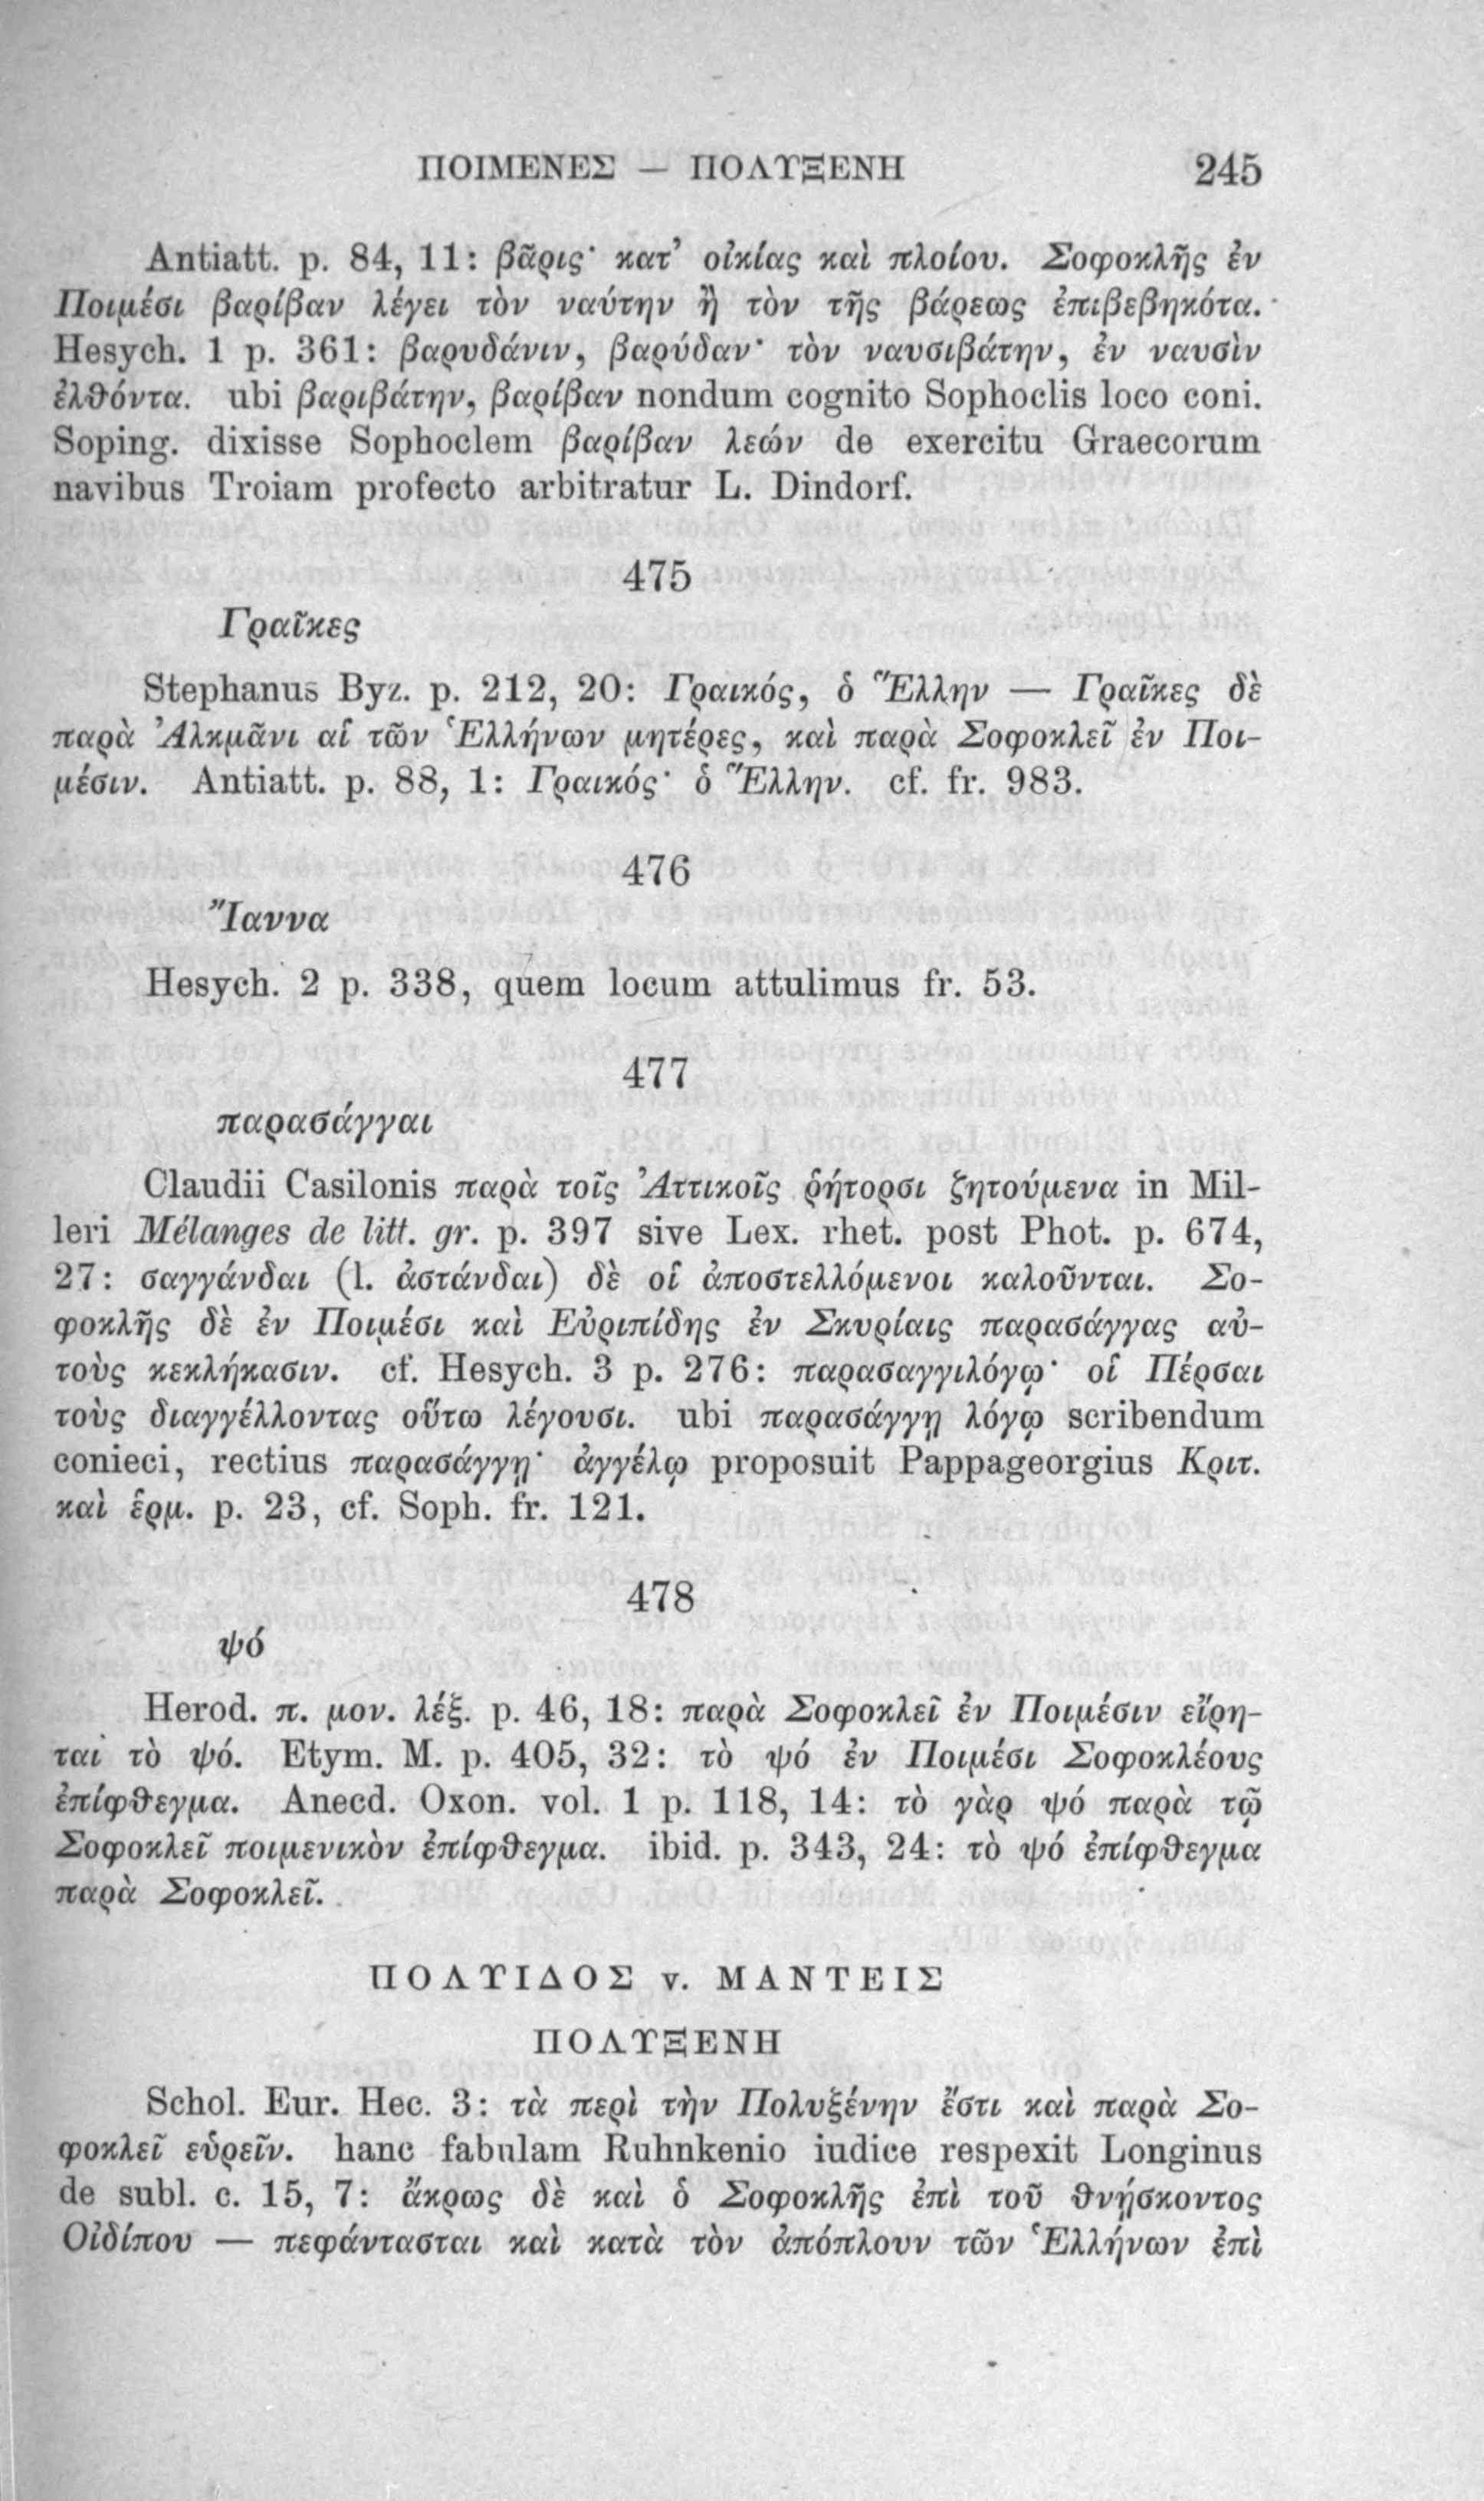 ΠΟΙΜΕΝΕΣ — ΠΟΛΥΞΕΝΗ 245
Antiatt. p. 84, 11: βᾶρις· κατ' οἰκίας καὶ πλοίου. Σοφοκλῆς ἐν
Ποιμέσι βαρίβαν λέγει τὸν ναύτην ἢ τὸν τῆς βάρεως ἐπιβεβηκότα.
Hesych. 1 p. 361: βαρυδάνιν, βαρύδαν· τὸν ναυσιβάτην, ἐν ναυσὶν
ἐλθόντα. ubi βαριβάτην, βαρίβαν nondum cognito Sophoclis loco coni.
Soping. dixisse Sophoclem βαρίβαν λεών de exercitu Graecorum
navibus Troiam profecto arbitratur L. Dindorf.
475
Γραῖκες
Stephanus Byz. p. 212, 20: Γραικός, ὁ Ἕλλην — Γραῖκες δὲ
παρὰ Ἀλκμᾶνι αἱ τῶν Ἑλλήνων μητέρες, καὶ παρὰ Σοφοκλεῖ ἐν Ποι-
μέσιν. Antiatt. p. 88, 1: Γραικός· ὁ Ἕλλην. cf. fr. 983.
476
Ἴαννα
Hesych. 2 p. 338, quem locum attulimus fr. 53.
477
παρασάγγαι
Claudii Casilonis παρὰ τοῖς Ἀττικοῖς ῥήτορσι ζητούμενα in Mil-
leri Mélanges de litt. gr. p. 397 sive Lex. rhet. post Phot. p. 674,
27: σαγγάνδαι (l. ἀστάνδαι) δὲ οἱ ἀποστελλόμενοι καλοῦνται. Σο-
φοκλῆς δὲ ἐν Ποιμέσι καὶ Εὐριπίδης ἐν Σκυρίαις παρασάγγας αὐ-
τοὺς κεκλήκασιν. cf. Hesych. 3 p. 276: παρασαγγιλόγῳ· οἱ Πέρσαι
τοὺς διαγγέλλοντας οὕτω λέγουσι. ubi παρασάγγῃ λόγῳ scribendum
conieci, rectius παρασάγγῃ· ἀγγέλῳ proposuit Pappageorgius Κριτ.
καὶ ἑρμ. p. 23, cf. Soph. fr. 121.
478
ψό
Herod. π. μον. λέξ. p. 46, 18: παρὰ Σοφοκλεῖ ἐν Ποιμέσιν εἴρη-
ται τὸ ψό. Etym. M. p. 405, 32: τὸ ψό ἐν Ποιμέσι Σοφοκλέους
ἐπίφθεγμα. Anecd. Oxon. vol. 1 p. 118, 14: τὸ γὰρ ψό παρὰ τῷ
Σοφοκλεῖ ποιμενικὸν ἐπίφθεγμα. ibid. p. 343, 24: τὸ ψό ἐπίφθεγμα
παρὰ Σοφοκλεῖ.
ΠΟΛΥΙΔΟΣ v. ΜΑΝΤΕΙΣ
ΠΟΛΥΞΕΝΗ
Schol. Eur. Hec. 3: τὰ περὶ τὴν Πολυξένην ἔστι καὶ παρὰ Σο-
φοκλεῖ εὑρεῖν. hanc fabulam Ruhnkenio iudice respexit Longinus
de subl. c. 15, 7: ἄκρως δὲ καὶ ὁ Σοφοκλῆς ἐπὶ τοῦ θνῄσκοντος
Οἰδίπου — πεφάντασται καὶ κατὰ τὸν ἀπόπλουν τῶν Ἑλλήνων ἐπὶ